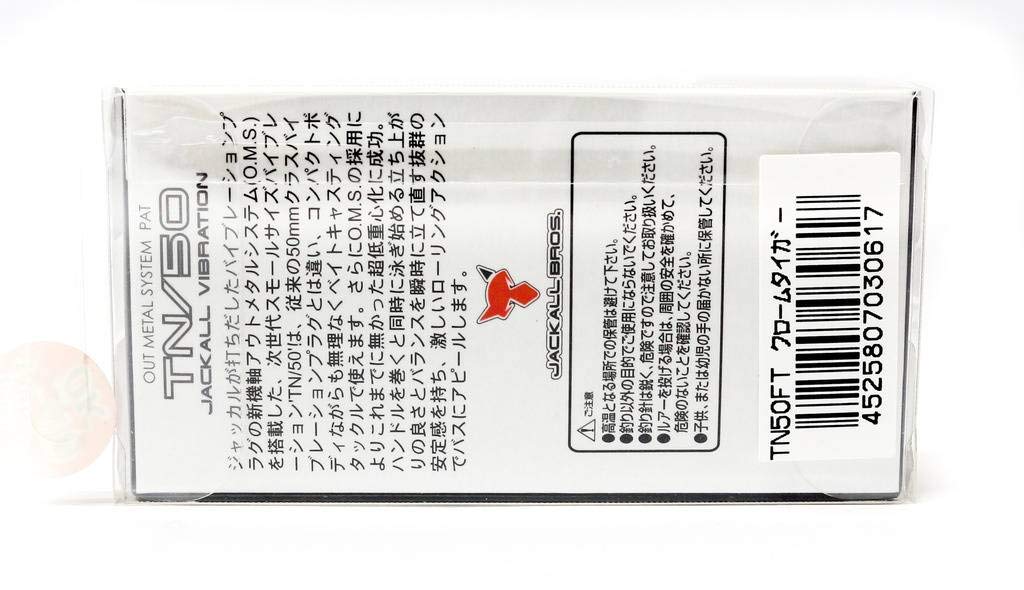 OUT METAL SYSTEM PAT
TN/50
JACKALL VIBRATION
ジャッカルが打ちだしたバイブレーションプ
ラグの新機軸アウトメタルシステム(O.M.S.)
を搭載した、次世代スモールサイズバイブレ
ーションTN/50'は、従来の50mmクラスバイ
ブレーションプラグとは違い、コンパクトボ
ディながらも無理なくベイトキャスティング
タックルで使えます。さらにO.M.S.の採用に
よりこれまでに無かった超低重心化に成功。
ハンドルを巻くと同時に泳ぎ始める立ち上が
りの良さとバランスを瞬時に立て直す抜群の
安定感を持ち、激しいローリングアクション
でバスにアピールします。
JACKALL BROS.
ご注意
●高温となる場所での保管は避けて下さい。
●釣り以外の目的でご使用にならないでください。
●釣り針は鋭く、危険ですので注意してお取り扱いください。
●ルアーを投げる場合は、周囲の安全を確かめて、
危険のないことを確認してください。
●子供、または幼児の手の届かない所に保管してください。
TN50FT クロームタイガー
4525807030617